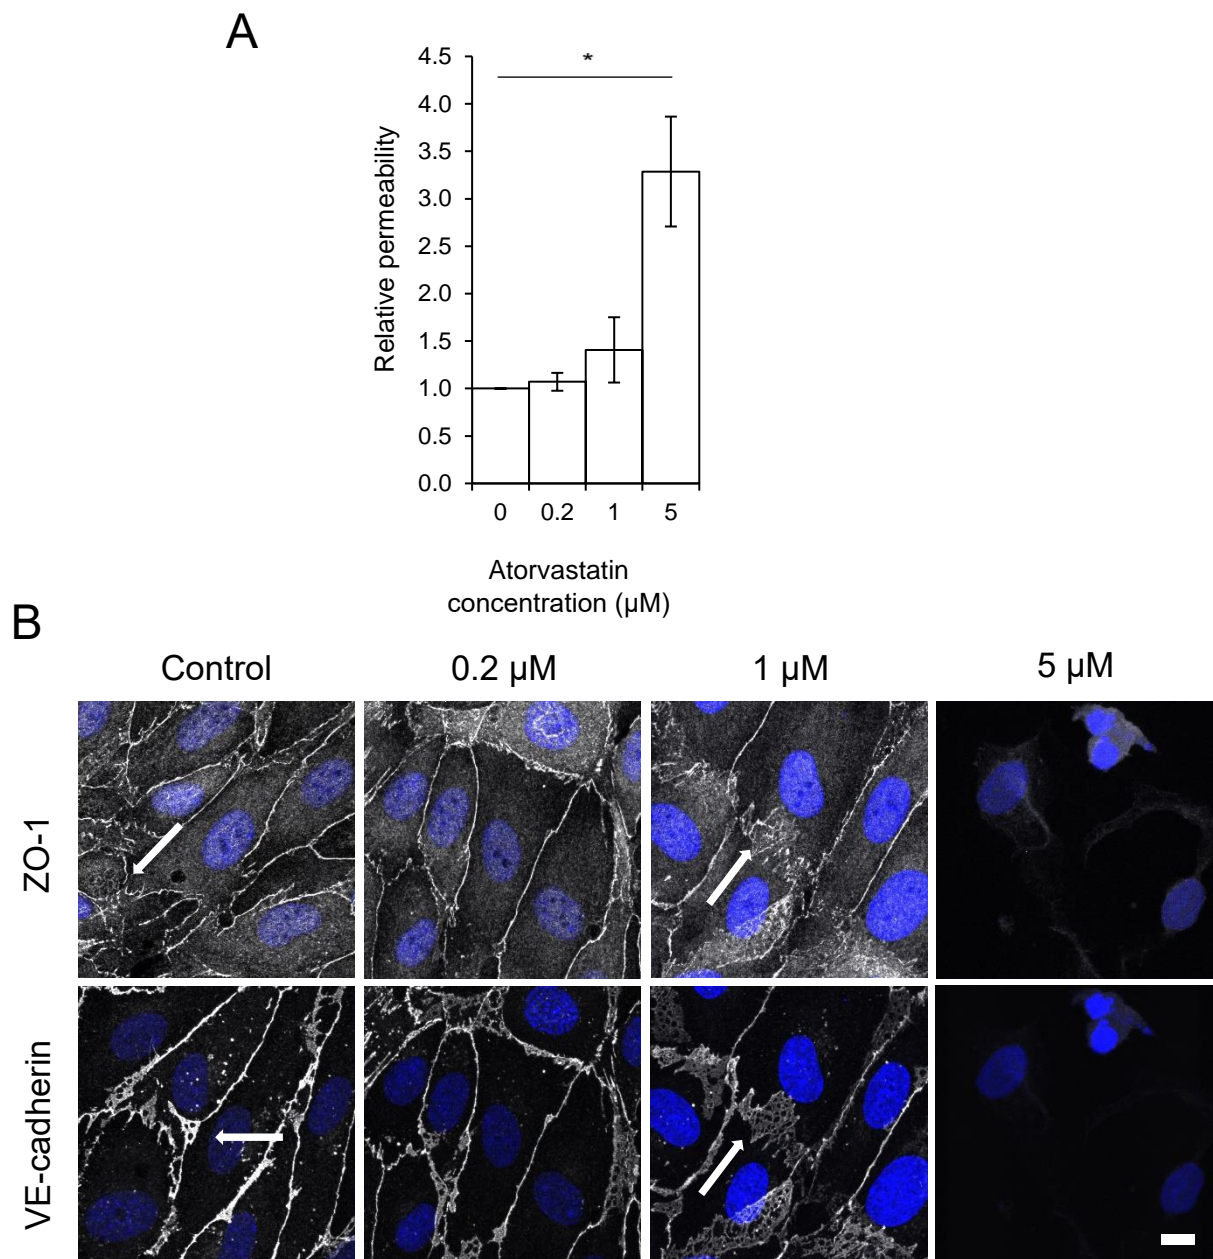 A
4.5
4.0
3.5
3.0
2.5
2.0
1.5
1.0
0.5
0.0
*
Relative permeability
0 0.2 1 5
Atorvastatin
concentration (µM)
B
Control 0.2 µM 1 µM 5 µM
ZO-1
VE-cadherin